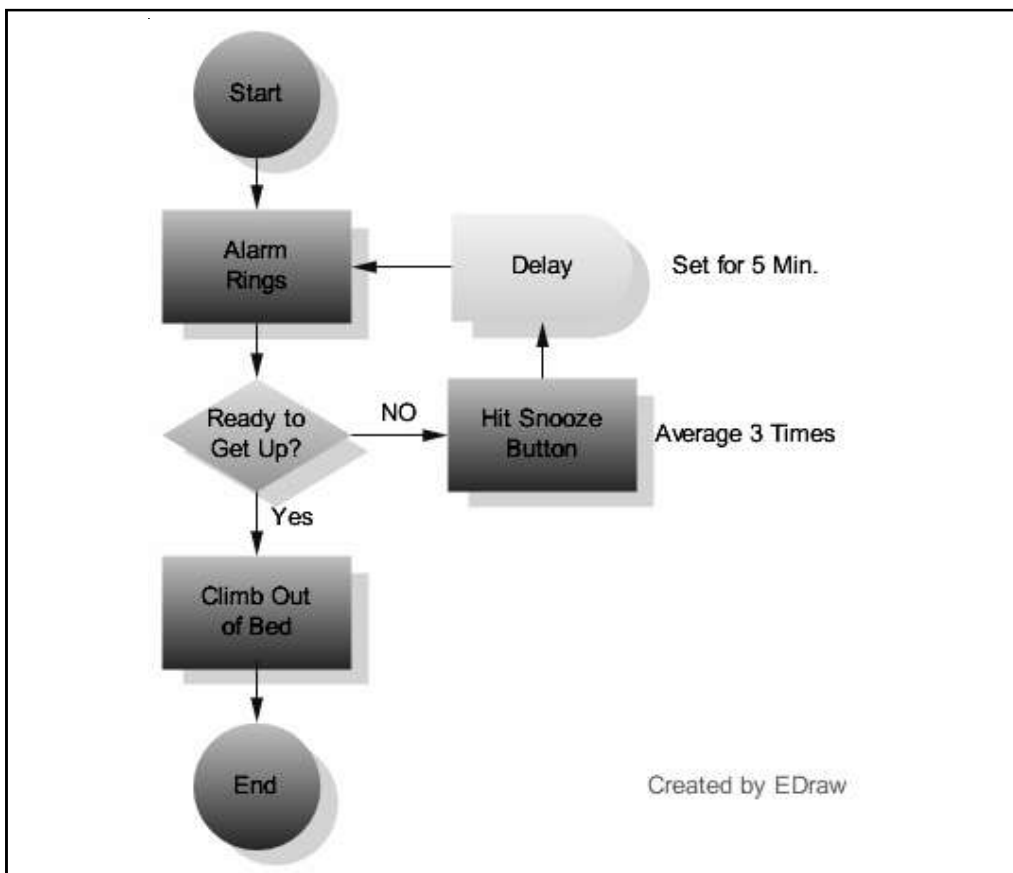 Start
Alarm
Rings
Delay
Set for 5 Min.
Ready to
Get Up?
NO
Hit Snooze
Button
Average 3 Times
Yes
Climb Out
of Bed
End
Created by EDraw